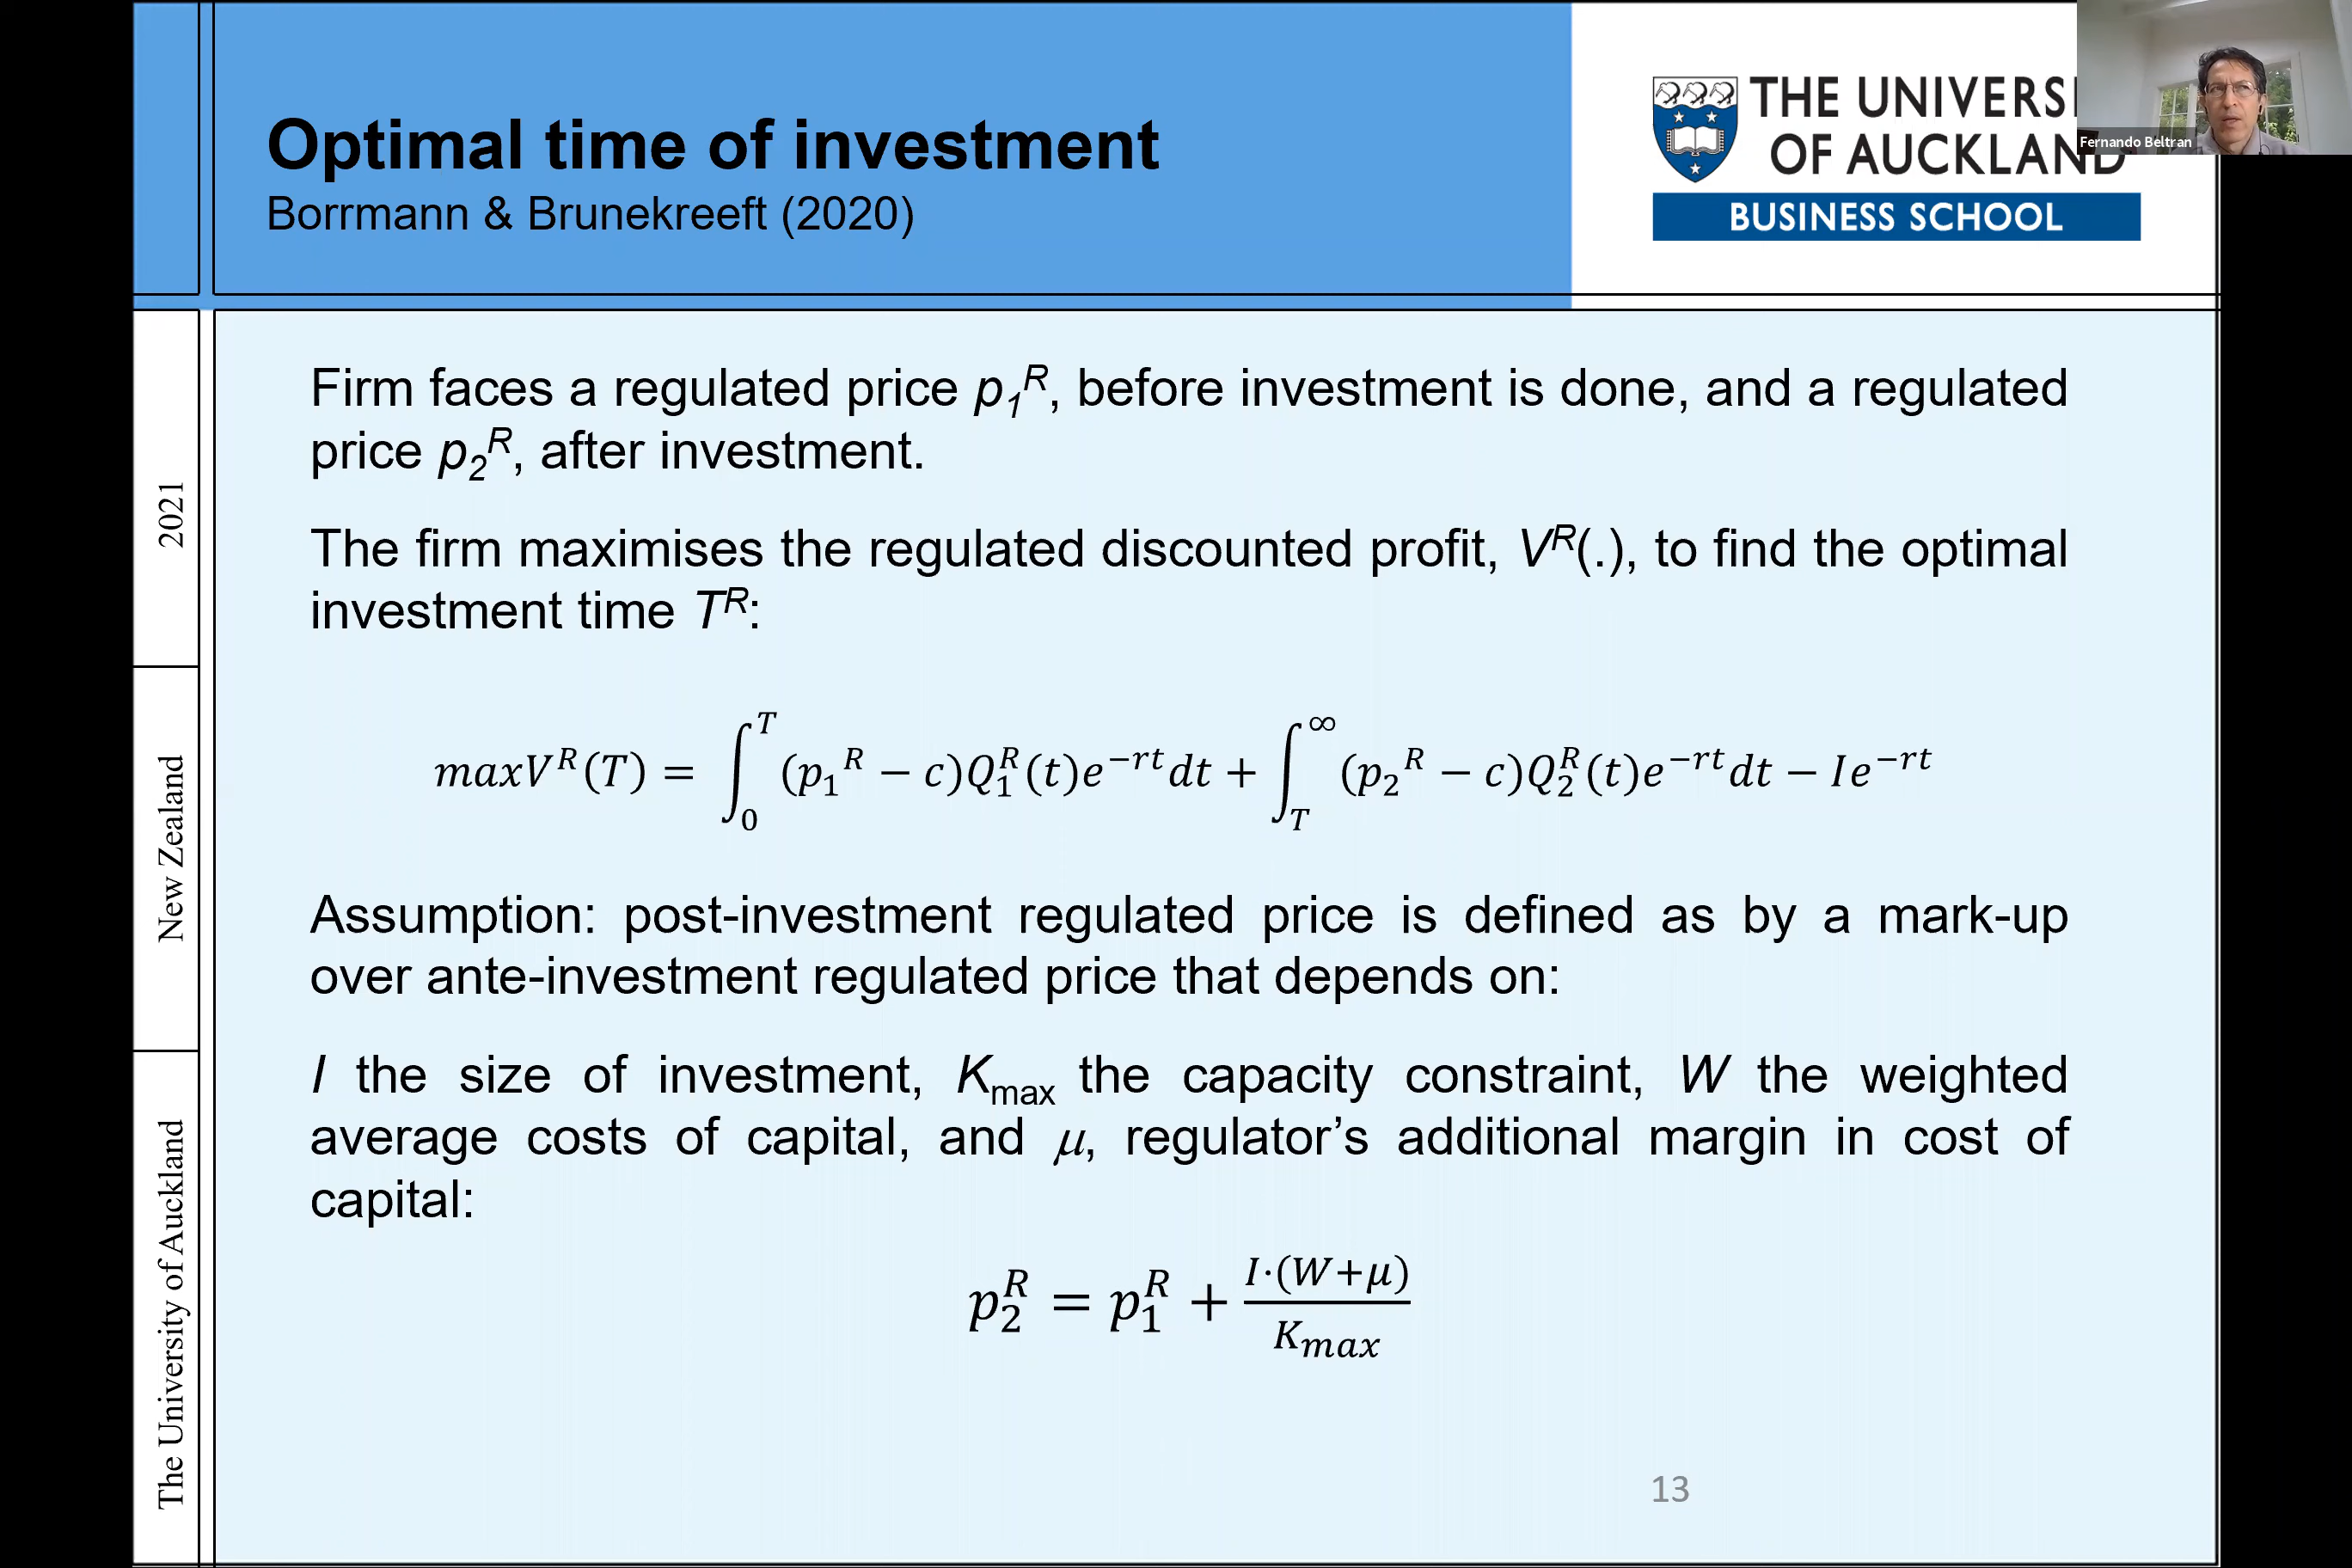 Optimal time of investment
Borrmann & Brunekreeft (2020)
THE UNIVERS
OF AUCKLAND
BUSINESS SCHOOL
Fernando Beltran
Firm faces a regulated price p₁ᴿ, before investment is done, and a regulated
price p₂ᴿ, after investment.
The firm maximises the regulated discounted profit, Vᴿ(.), to find the optimal
investment time Tᴿ:
maxVᴿ(T) = ∫₀ᵀ (p₁ᴿ − c)Q₁ᴿ(t)e^{−rt}dt + ∫_T^∞ (p₂ᴿ − c)Q₂ᴿ(t)e^{−rt}dt − Ie^{−rt}
Assumption: post-investment regulated price is defined as by a mark-up
over ante-investment regulated price that depends on:
I the size of investment, Kmax the capacity constraint, W the weighted
average costs of capital, and μ, regulator’s additional margin in cost of
capital:
p₂ᴿ = p₁ᴿ + I·(W+μ)/Kmax
13
2021
New Zealand
The University of Auckland